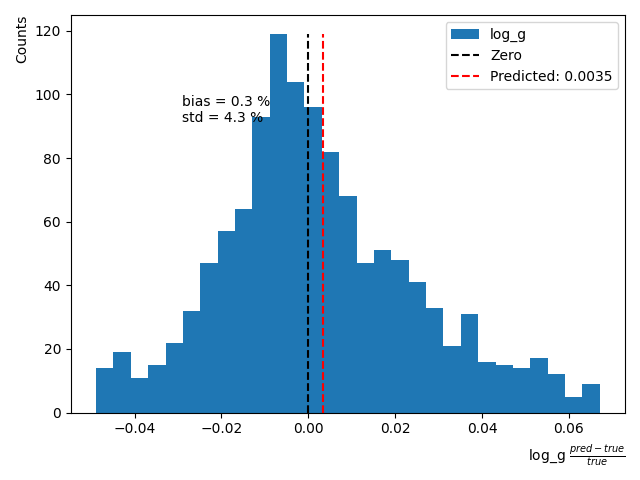 Counts
120
100
80
60
40
20
0
bias = 0.3 %
std = 4.3 %
log_g
Zero
Predicted: 0.0035
−0.04 −0.02 0.00 0.02 0.04 0.06
log_g pred−true/true